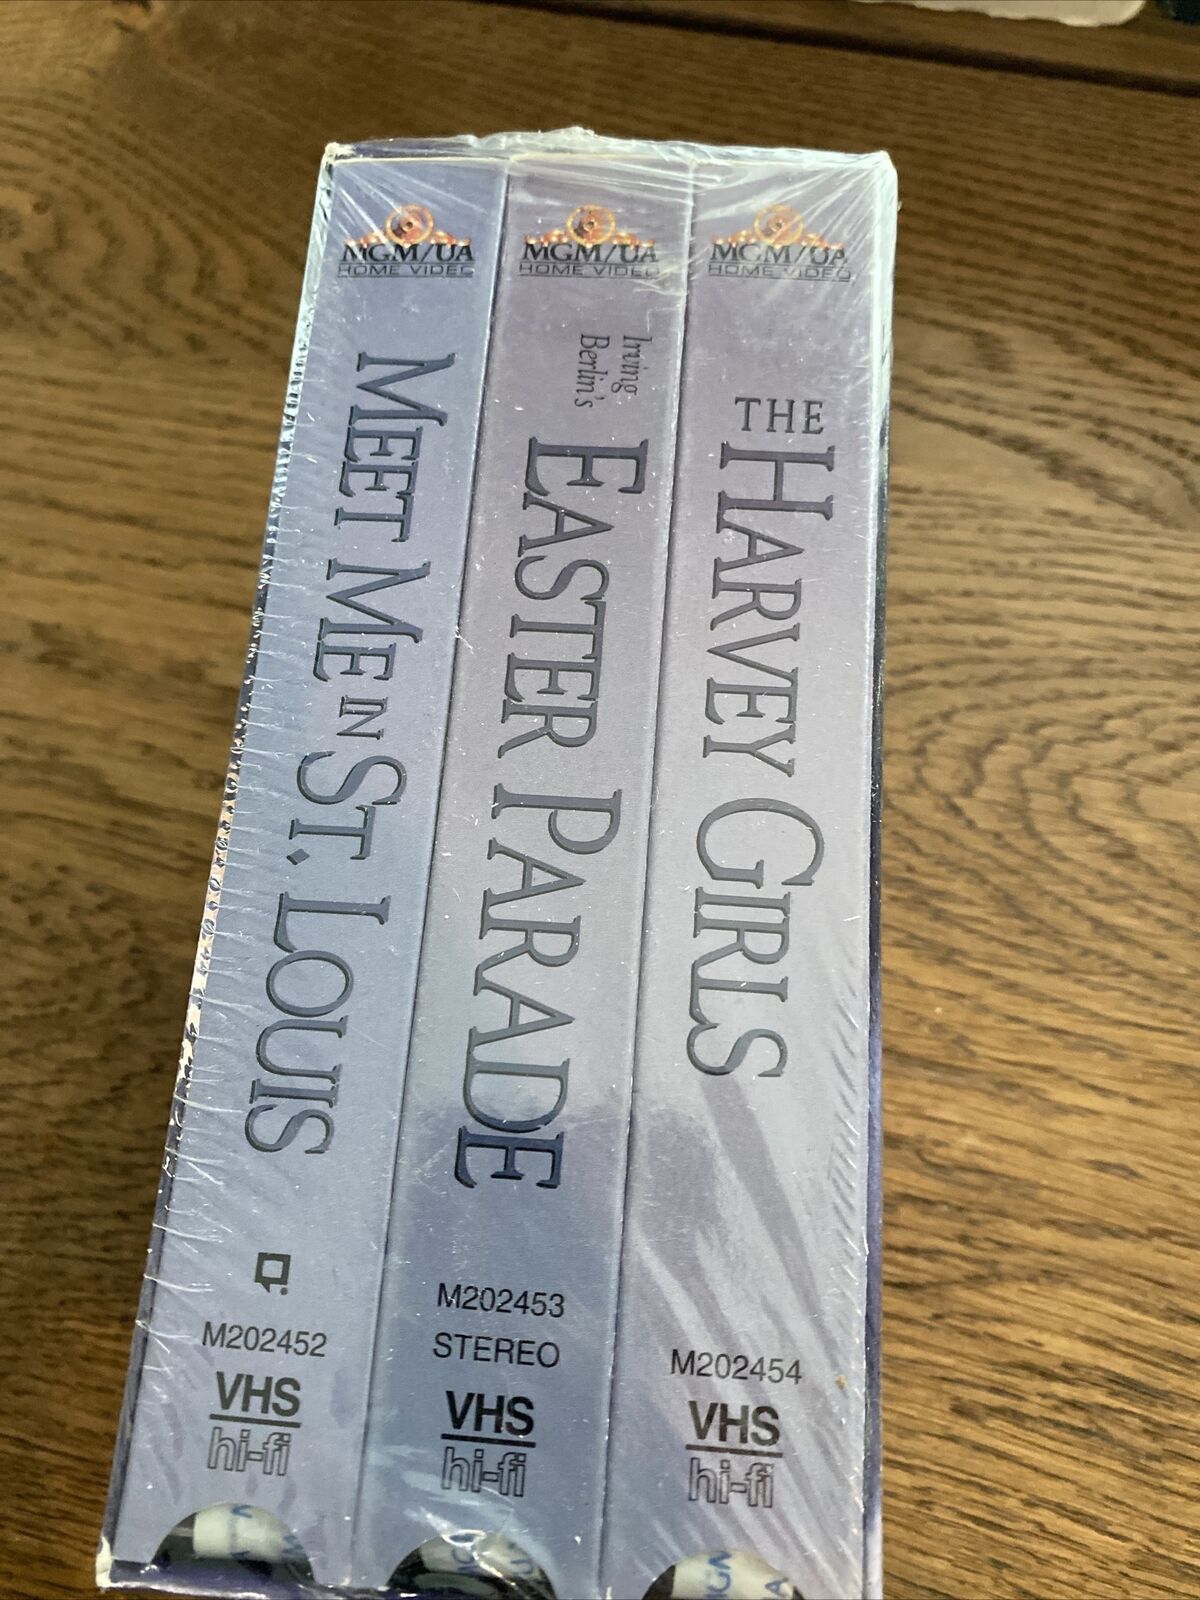 MGM/UA
HOME VIDEO
MEET ME IN ST. LOUIS
M202452
VHS
hi-fi
MGM/UA
HOME VIDEO
Irving
Berlin's
EASTER PARADE
M202453
STEREO
VHS
hi-fi
MGM/UA
HOME VIDEO
THE
HARVEY GIRLS
M202454
VHS
hi-fi